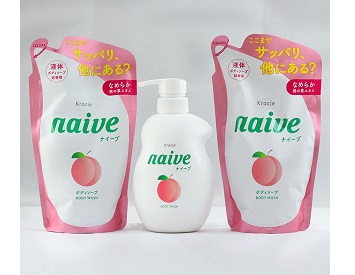 ここまで
サッパリ、
他にある?
液体
ボディソープ
詰替用
なめらか
桃の葉エキス
Kracie
naive
ナイーブ
ボディソープ
BODY WASH
Kracie
naive
ナイーブ
BODY WASH
ここまで
サッパリ、
他にある?
液体
ボディソープ
詰替用
なめらか
桃の葉エキス
Kracie
naive
ナイーブ
ボディソープ
BODY WASH